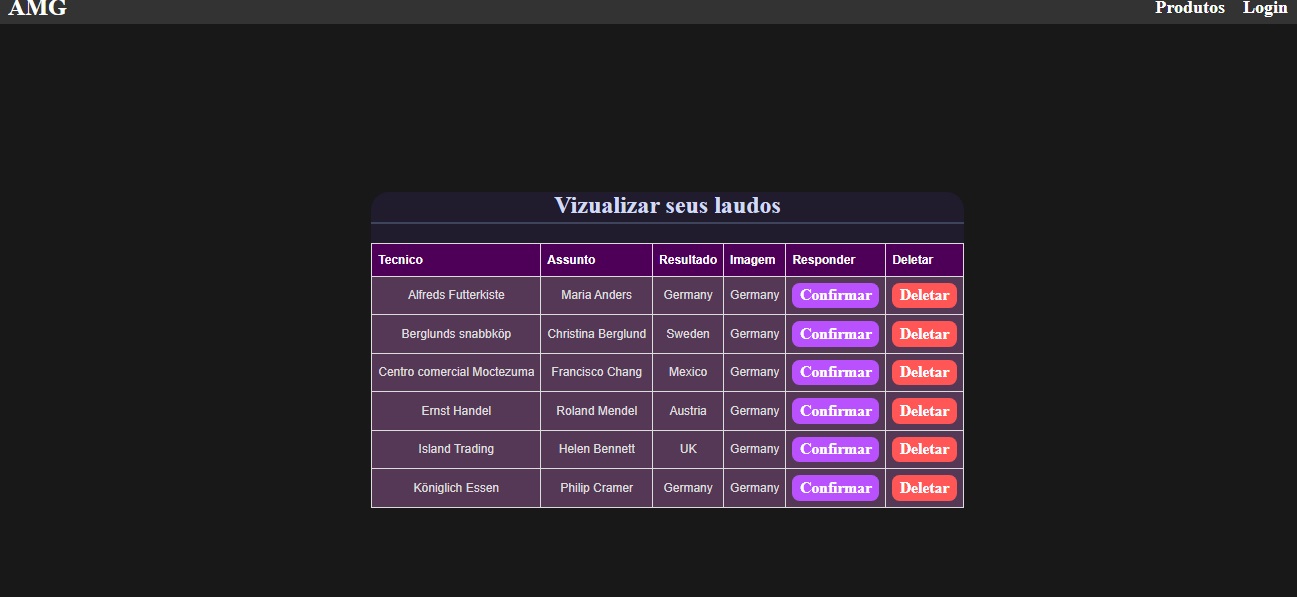 AMG Produtos Login
Vizualizar seus laudos
Tecnico Assunto Resultado Imagem Responder Deletar
Alfreds Futterkiste Maria Anders Germany Germany Confirmar Deletar
Berglunds snabbköp Christina Berglund Sweden Germany Confirmar Deletar
Centro comercial Moctezuma Francisco Chang Mexico Germany Confirmar Deletar
Ernst Handel Roland Mendel Austria Germany Confirmar Deletar
Island Trading Helen Bennett UK Germany Confirmar Deletar
Königlich Essen Philip Cramer Germany Germany Confirmar Deletar